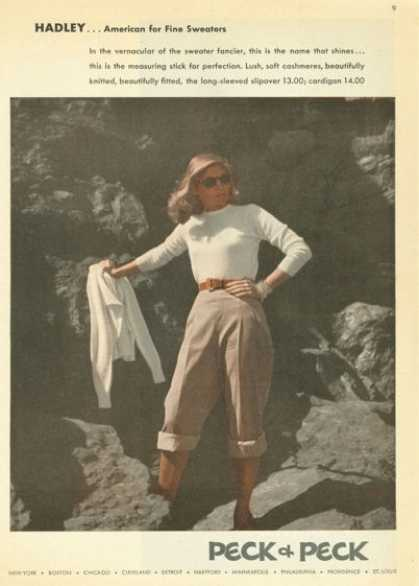 9
HADLEY... American for Fine Sweaters
In the vernacular of the sweater fancier, this is the name that shines...
this is the measuring stick for perfection. Lush, soft cashmeres, beautifully
knitted, beautifully fitted, the long-sleeved slipover 13.00; cardigan 14.00
PECK & PECK
NEW YORK • BOSTON • CHICAGO • CLEVELAND • DETROIT • HARTFORD • MINNEAPOLIS • PHILADELPHIA • PROVIDENCE • ST. LOUIS